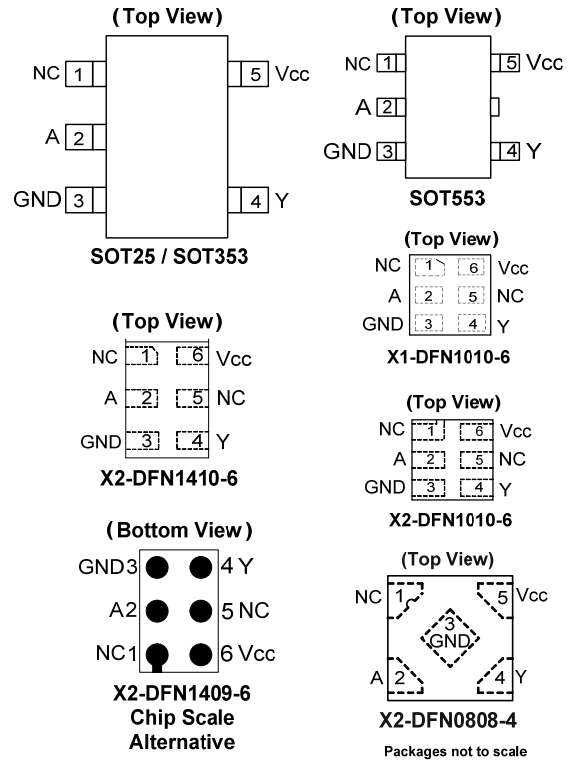 (Top View)
NC 1 5 Vcc
A 2
GND 3 4 Y
SOT25 / SOT353
(Top View)
NC 1 5 Vcc
A 2
GND 3 4 Y
SOT553
(Top View)
NC 1 6 Vcc
A 2 5 NC
GND 3 4 Y
X1-DFN1010-6
(Top View)
NC 1 6 Vcc
A 2 5 NC
GND 3 4 Y
X2-DFN1410-6
(Top View)
NC 1 6 Vcc
A 2 5 NC
GND 3 4 Y
X2-DFN1010-6
(Bottom View)
GND3 4 Y
A2 5 NC
NC1 6 Vcc
X2-DFN1409-6
Chip Scale
Alternative
(Top View)
NC 1 5 Vcc
3
GND
A 2 4 Y
X2-DFN0808-4
Packages not to scale